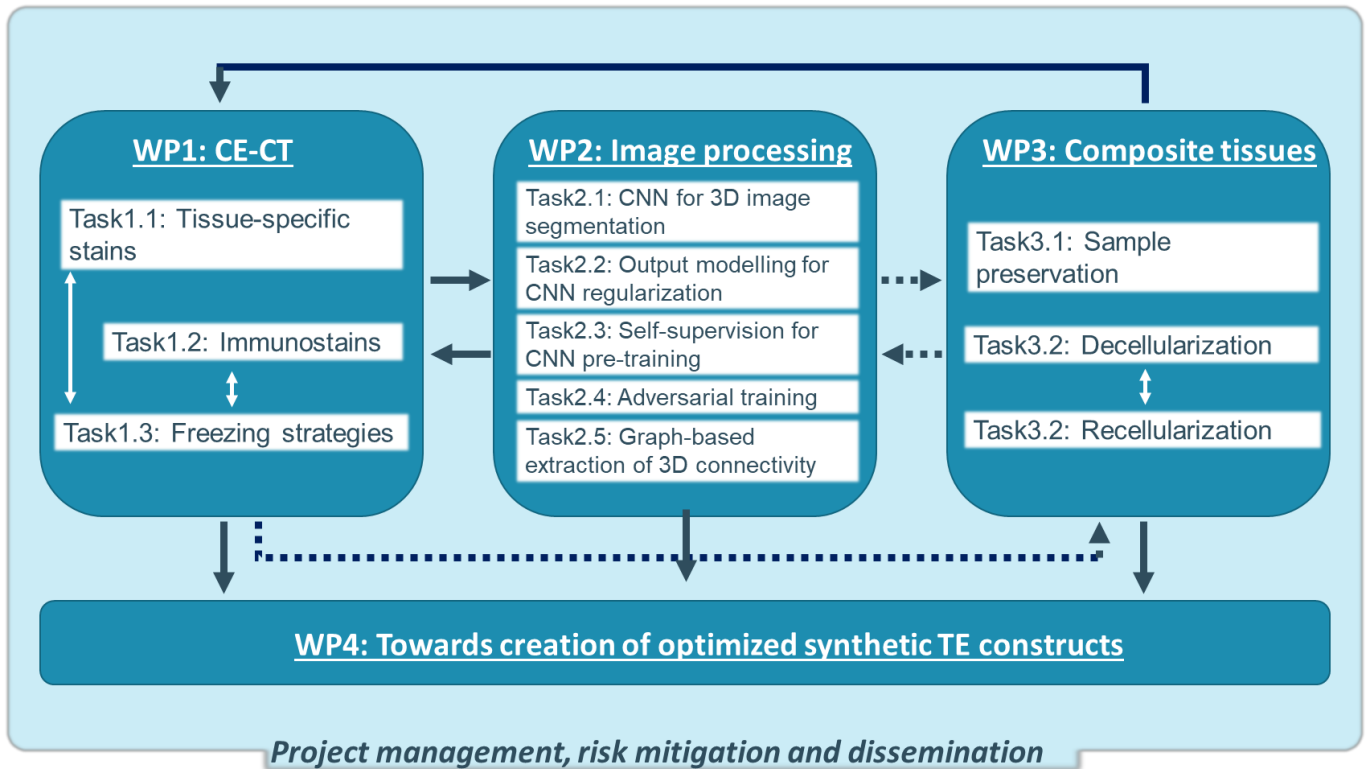 WP1: CE-CT
Task1.1: Tissue-specific
stains
Task1.2: Immunostains
Task1.3: Freezing strategies
WP2: Image processing
Task2.1: CNN for 3D image
segmentation
Task2.2: Output modelling for
CNN regularization
Task2.3: Self-supervision for
CNN pre-training
Task2.4: Adversarial training
Task2.5: Graph-based
extraction of 3D connectivity
WP3: Composite tissues
Task3.1: Sample
preservation
Task3.2: Decellularization
Task3.2: Recellularization
WP4: Towards creation of optimized synthetic TE constructs
Project management, risk mitigation and dissemination